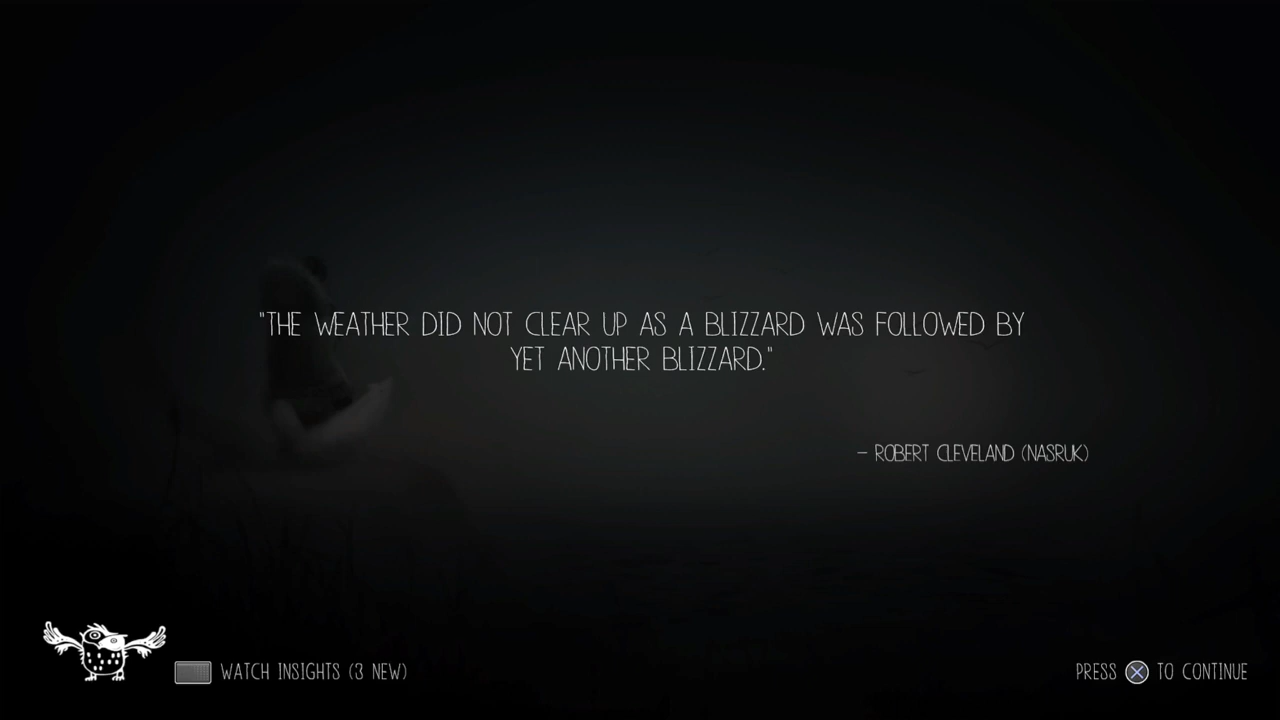 "THE WEATHER DID NOT CLEAR UP AS A BLIZZARD WAS FOLLOWED BY
YET ANOTHER BLIZZARD."
– ROBERT CLEVELAND (NASRUK)
WATCH INSIGHTS (3 NEW)
PRESS TO CONTINUE